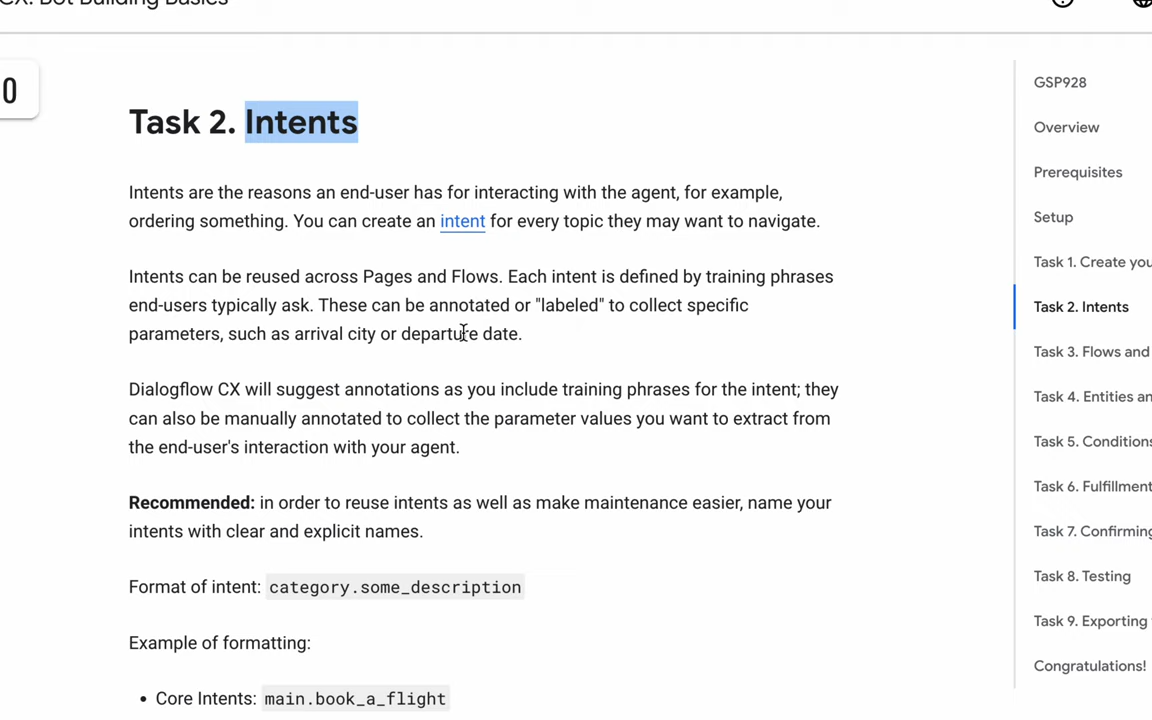 CX: Bot Building Basics
0
Task 2. Intents
Intents are the reasons an end-user has for interacting with the agent, for example,
ordering something. You can create an intent for every topic they may want to navigate.
Intents can be reused across Pages and Flows. Each intent is defined by training phrases
end-users typically ask. These can be annotated or "labeled" to collect specific
parameters, such as arrival city or departure date.
Dialogflow CX will suggest annotations as you include training phrases for the intent; they
can also be manually annotated to collect the parameter values you want to extract from
the end-user's interaction with your agent.
Recommended: in order to reuse intents as well as make maintenance easier, name your
intents with clear and explicit names.
Format of intent: category.some_description
Example of formatting:
• Core Intents: main.book_a_flight
GSP928
Overview
Prerequisites
Setup
Task 1. Create you
Task 2. Intents
Task 3. Flows and
Task 4. Entities an
Task 5. Conditions
Task 6. Fulfillment
Task 7. Confirming
Task 8. Testing
Task 9. Exporting
Congratulations!